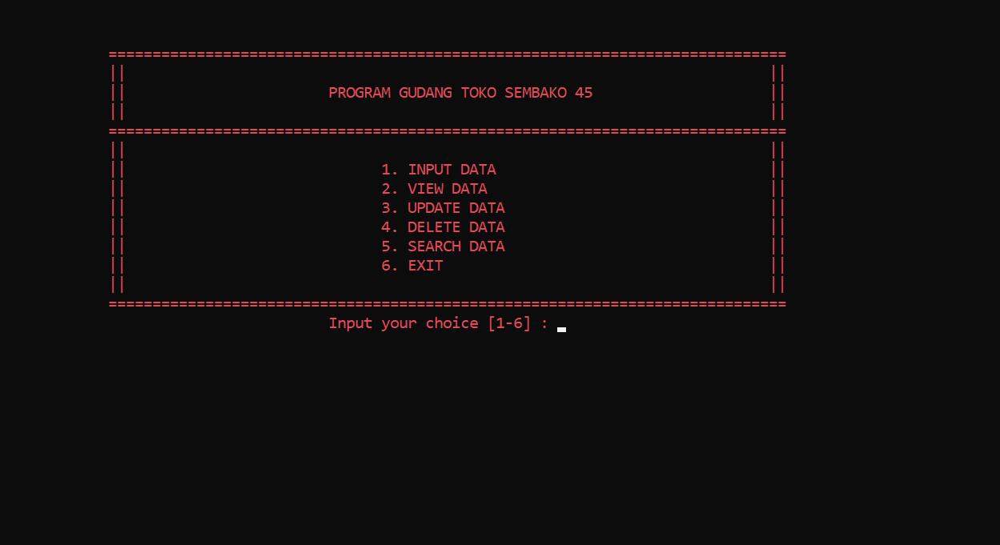 =============================================================================
||                                                                         ||
||                       PROGRAM GUDANG TOKO SEMBAKO 45                    ||
||                                                                         ||
=============================================================================
||                                                                         ||
||                             1. INPUT DATA                               ||
||                             2. VIEW DATA                                ||
||                             3. UPDATE DATA                              ||
||                             4. DELETE DATA                              ||
||                             5. SEARCH DATA                              ||
||                             6. EXIT                                     ||
||                                                                         ||
=============================================================================
                         Input your choice [1-6] :